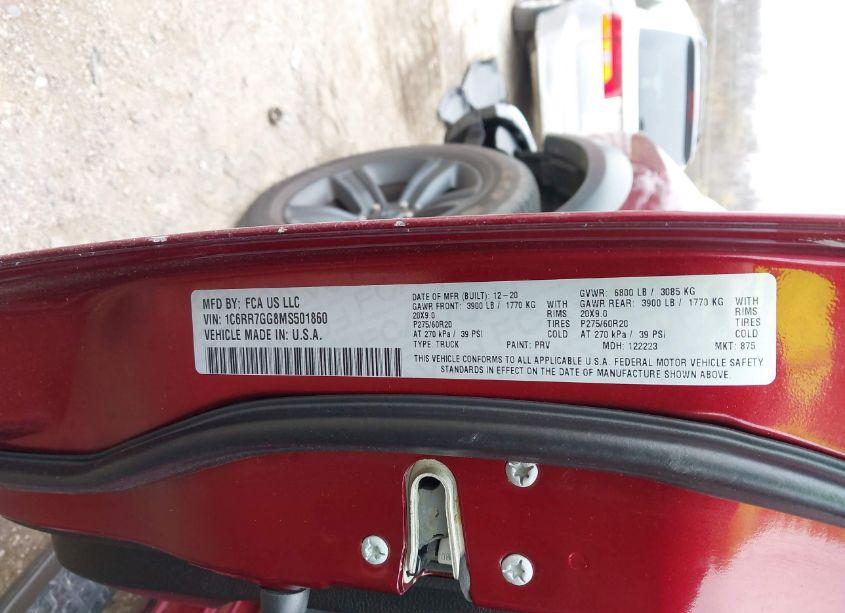 MFD BY: FCA US LLC
VIN: 1C6RR7GG8MS501860
VEHICLE MADE IN: U.S.A.
DATE OF MFR (BUILT): 12-20 GVWR: 6800 LB / 3085 KG
GAWR FRONT: 3900 LB / 1770 KG WITH GAWR REAR: 3900 LB / 1770 KG WITH
20X9.0 RIMS 20X9.0 RIMS
P275/60R20 TIRES P275/60R20 TIRES
AT 270 kPa / 39 PSI COLD AT 270 kPa / 39 PSI COLD
TYPE: TRUCK PAINT: PRV MDH: 122223 MKT: 875
THIS VEHICLE CONFORMS TO ALL APPLICABLE U.S.A. FEDERAL MOTOR VEHICLE SAFETY
STANDARDS IN EFFECT ON THE DATE OF MANUFACTURE SHOWN ABOVE.